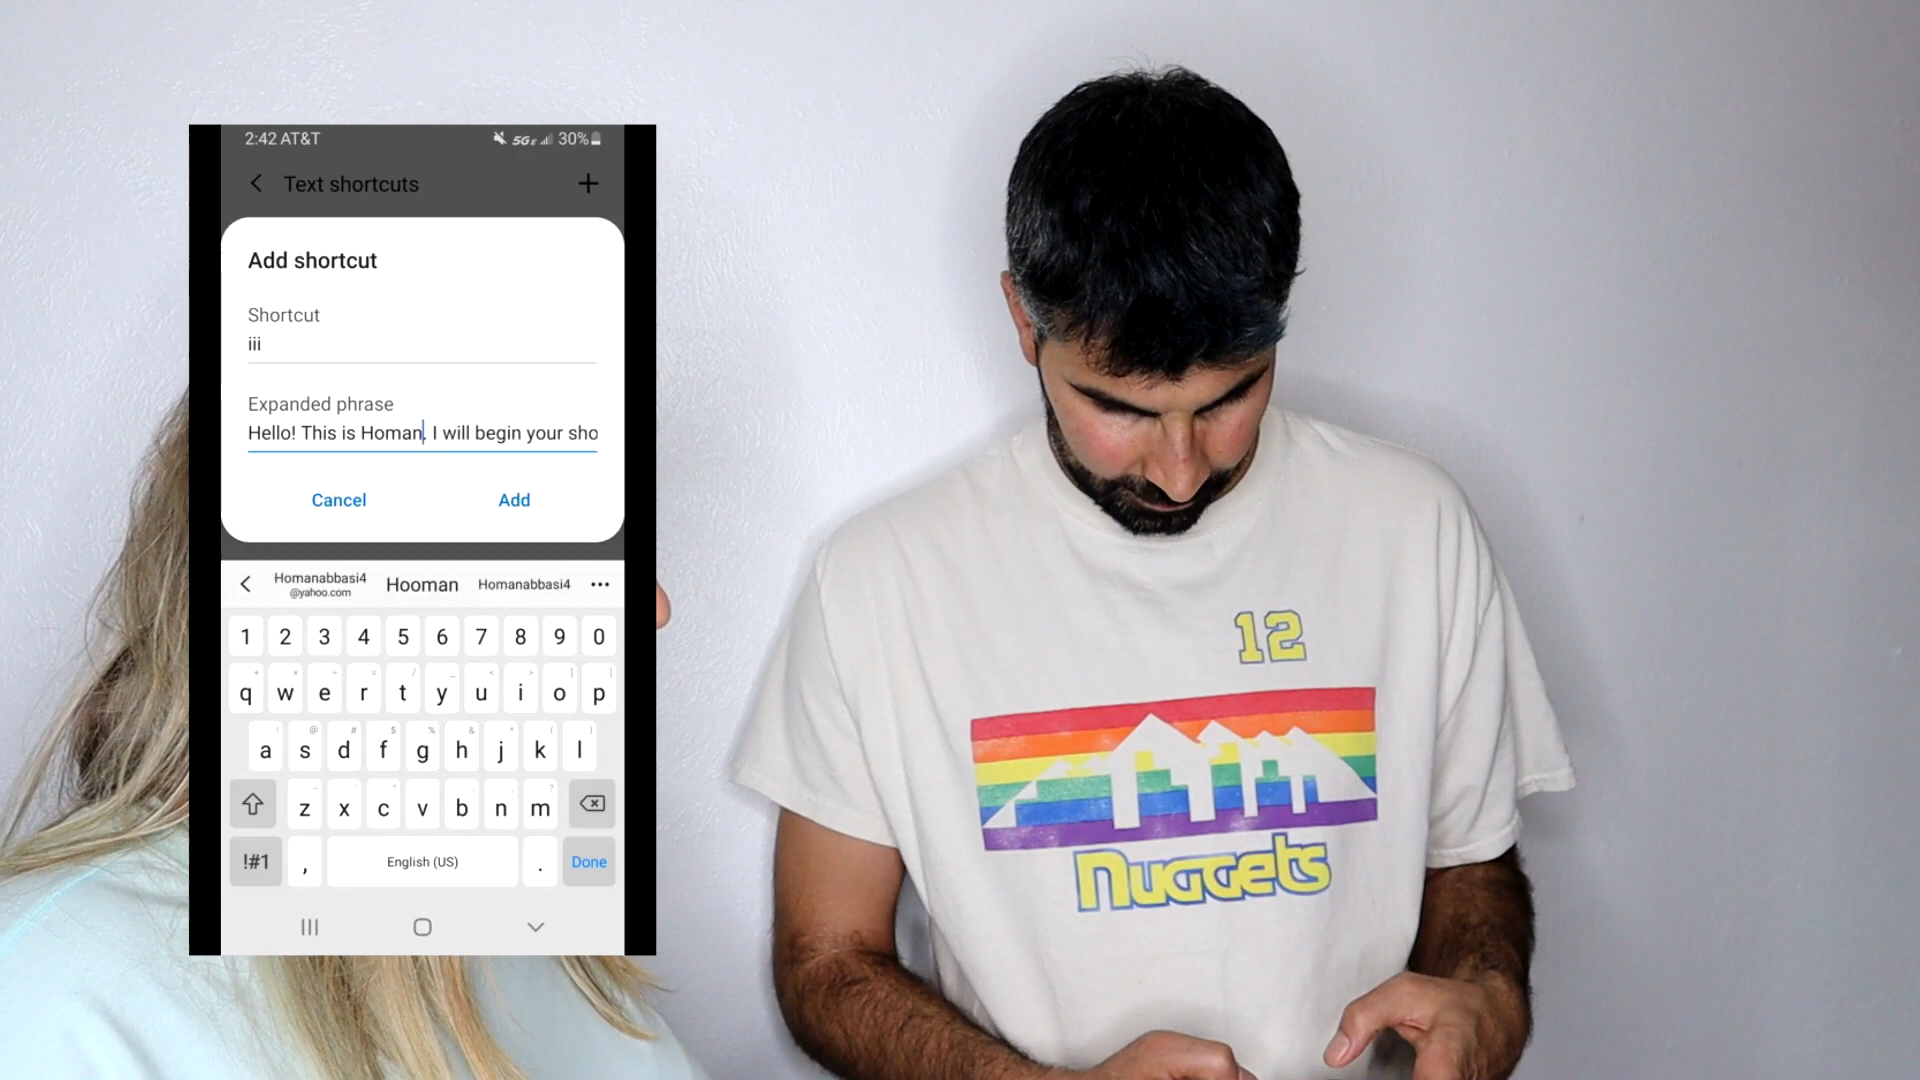 2:42 AT&T 5GE 30%
Text shortcuts
Add shortcut
Shortcut
iii
Expanded phrase
Hello! This is Homan. I will begin your sho
Cancel Add
Homanabbasi4 @yahoo.com Hooman Homanabbasi4
1 2 3 4 5 6 7 8 9 0
q w e r t y u i o p
a s d f g h j k l
z x c v b n m
!#1 , English (US) . Done
12
Nuggets